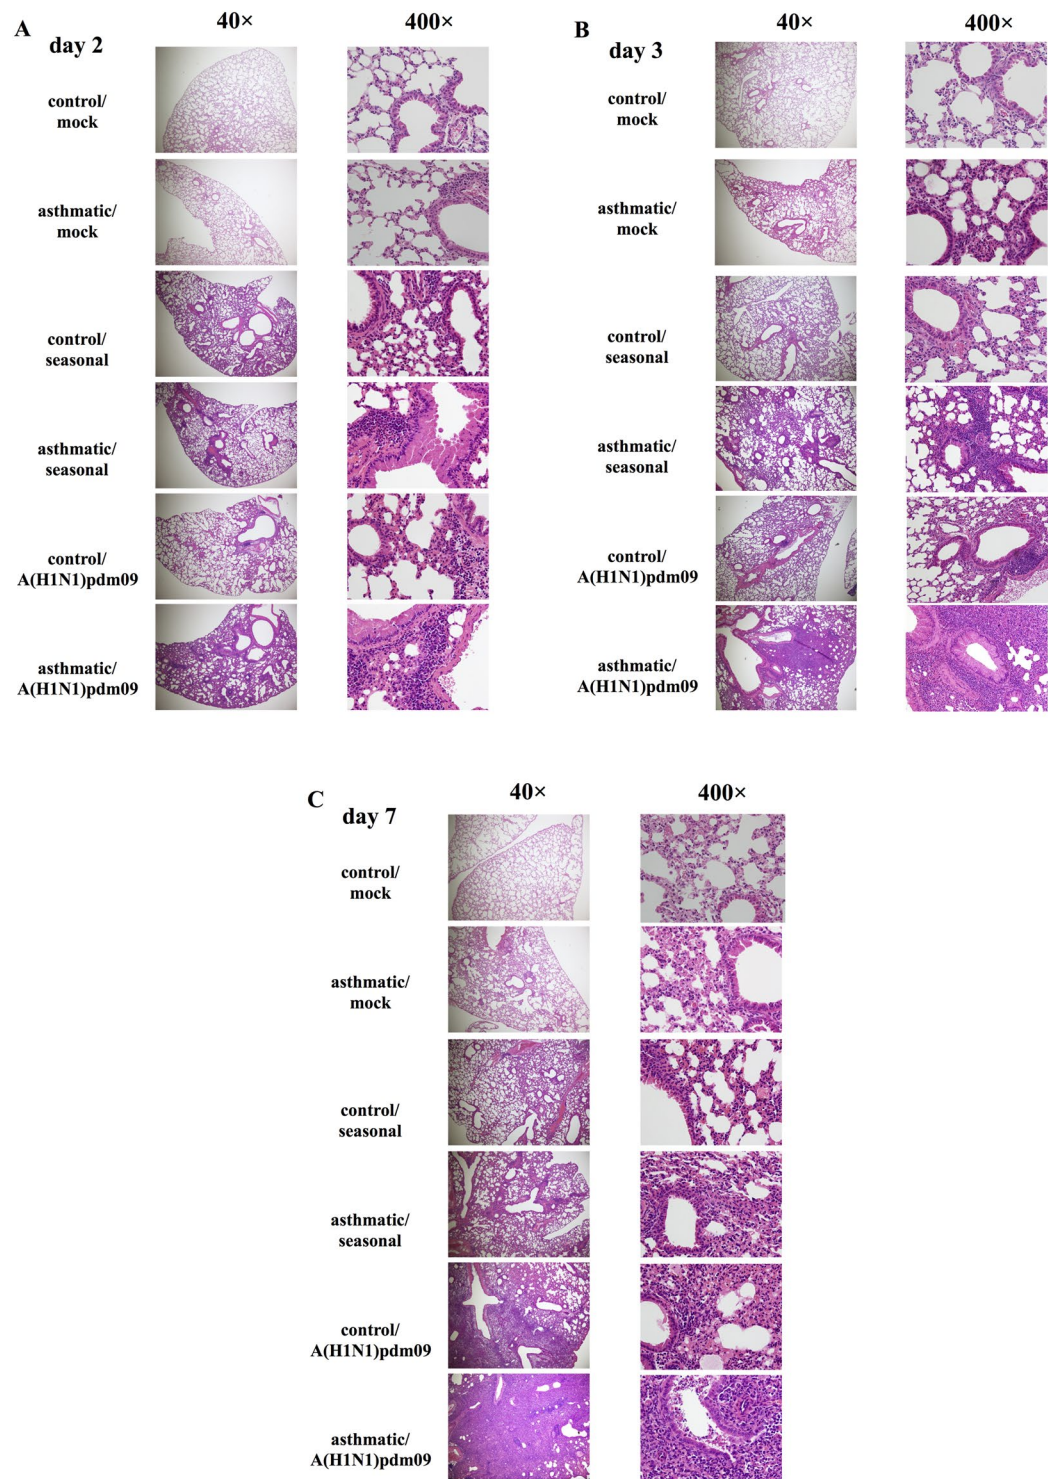 A
day 2
40×
400×
control/
mock
asthmatic/
mock
control/
seasonal
asthmatic/
seasonal
control/
A(H1N1)pdm09
asthmatic/
A(H1N1)pdm09
B
day 3
40×
400×
control/
mock
asthmatic/
mock
control/
seasonal
asthmatic/
seasonal
control/
A(H1N1)pdm09
asthmatic/
A(H1N1)pdm09
C
day 7
40×
400×
control/
mock
asthmatic/
mock
control/
seasonal
asthmatic/
seasonal
control/
A(H1N1)pdm09
asthmatic/
A(H1N1)pdm09